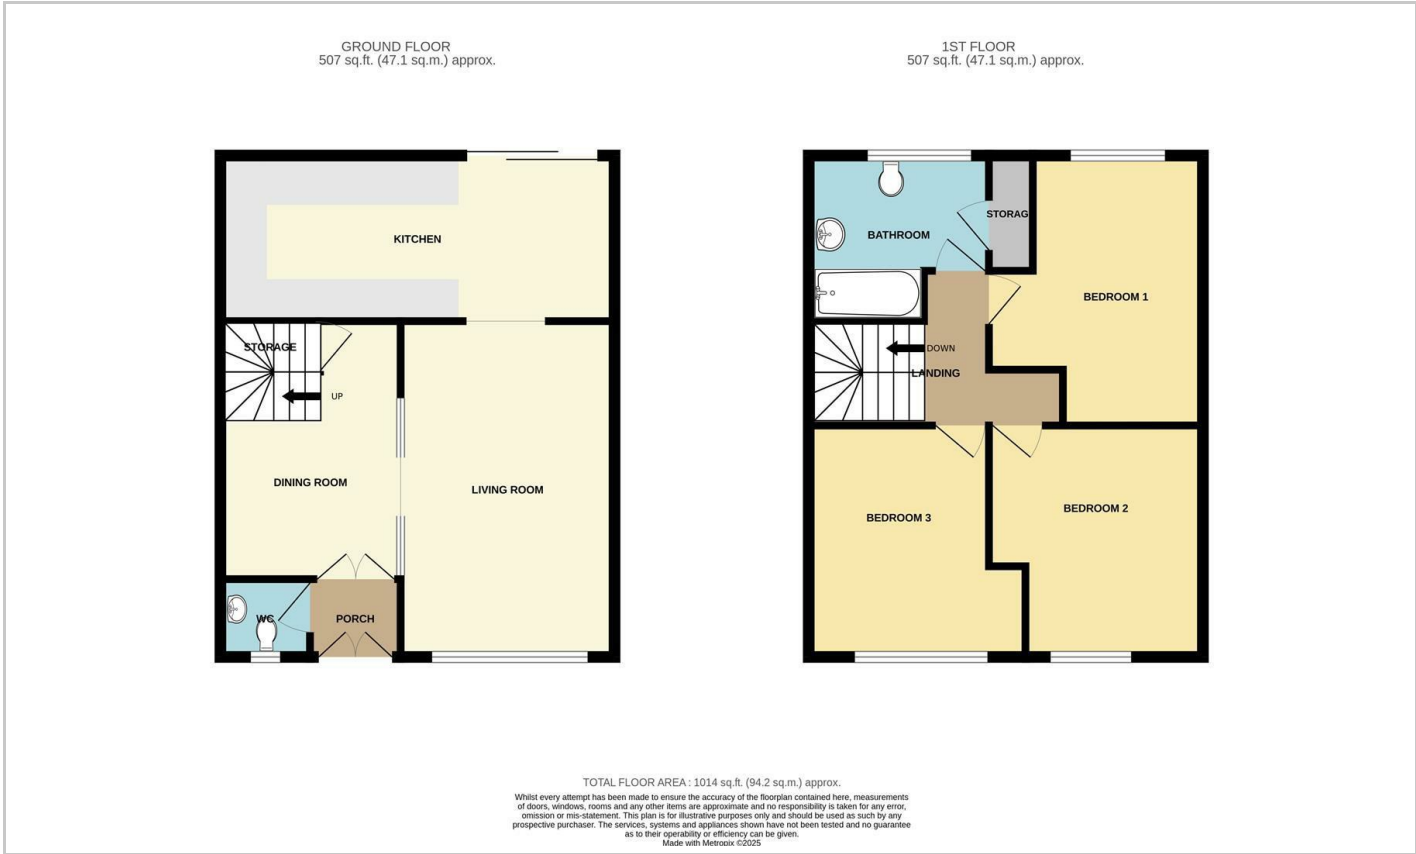 GROUND FLOOR
507 sq.ft. (47.1 sq.m.) approx.
1ST FLOOR
507 sq.ft. (47.1 sq.m.) approx.
KITCHEN
STORAGE
UP
DINING ROOM
LIVING ROOM
WC
PORCH
STORAG
BATHROOM
BEDROOM 1
DOWN
LANDING
BEDROOM 2
BEDROOM 3
TOTAL FLOOR AREA : 1014 sq.ft. (94.2 sq.m.) approx.
Whilst every attempt has been made to ensure the accuracy of the floorplan contained here, measurements
of doors, windows, rooms and any other items are approximate and no responsibility is taken for any error,
omission or mis-statement. This plan is for illustrative purposes only and should be used as such by any
prospective purchaser. The services, systems and appliances shown have not been tested and no guarantee
as to their operability or efficiency can be given.
Made with Metropix ©2025